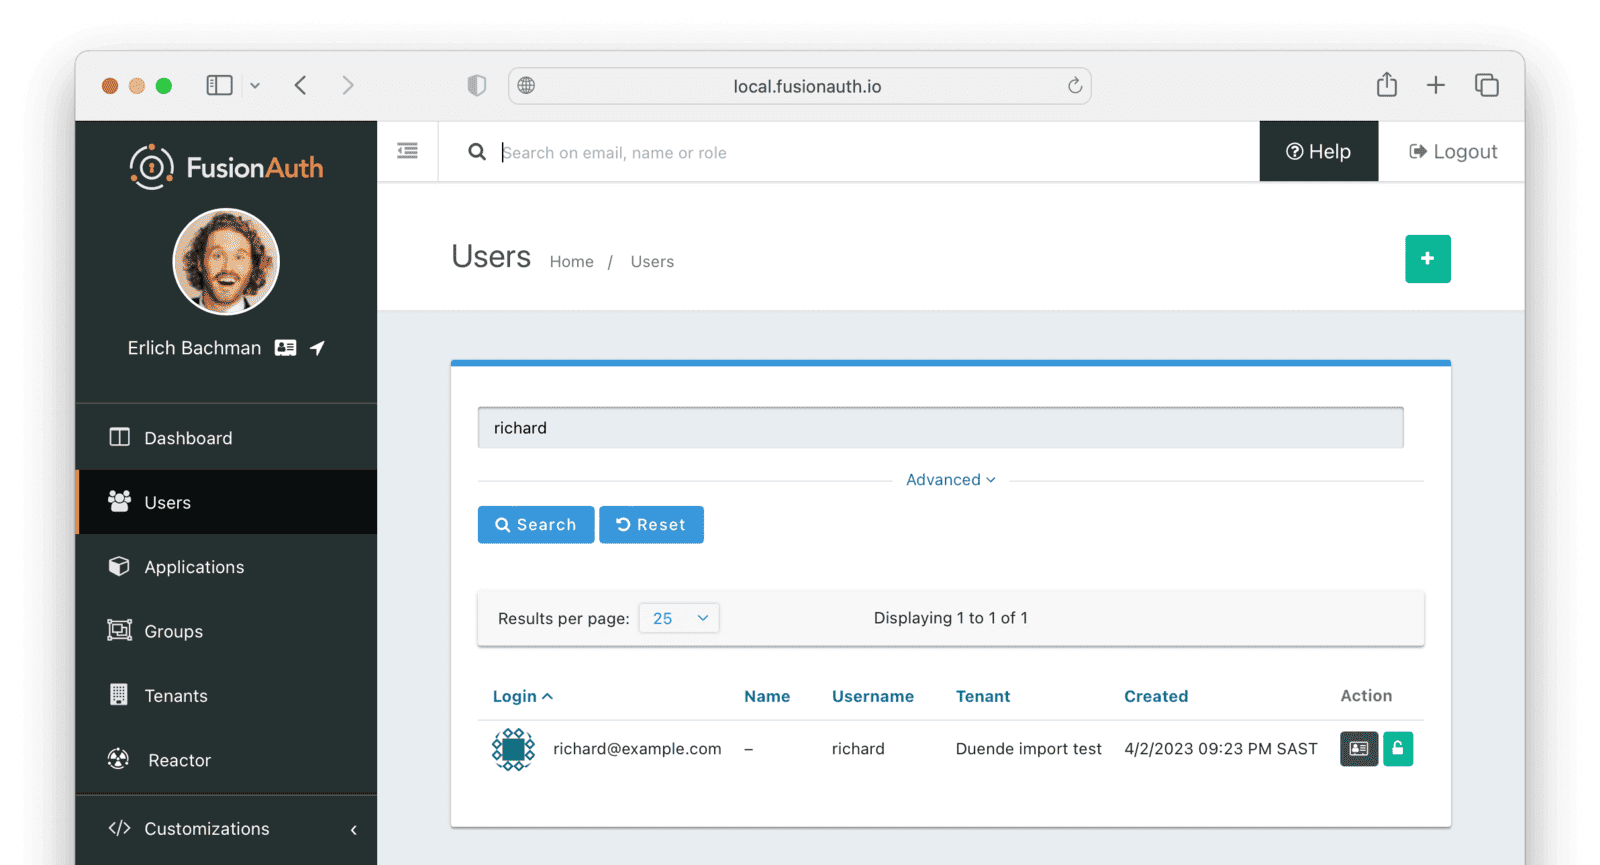 local.fusionauth.io
FusionAuth
Search on email, name or role
Help
Logout
Erlich Bachman
Users
Home / Users
Dashboard
Users
Applications
Groups
Tenants
Reactor
Customizations
richard
Advanced
Search
Reset
Results per page: 25
Displaying 1 to 1 of 1
Login Name Username Tenant Created Action
richard@example.com – richard Duende import test 4/2/2023 09:23 PM SAST